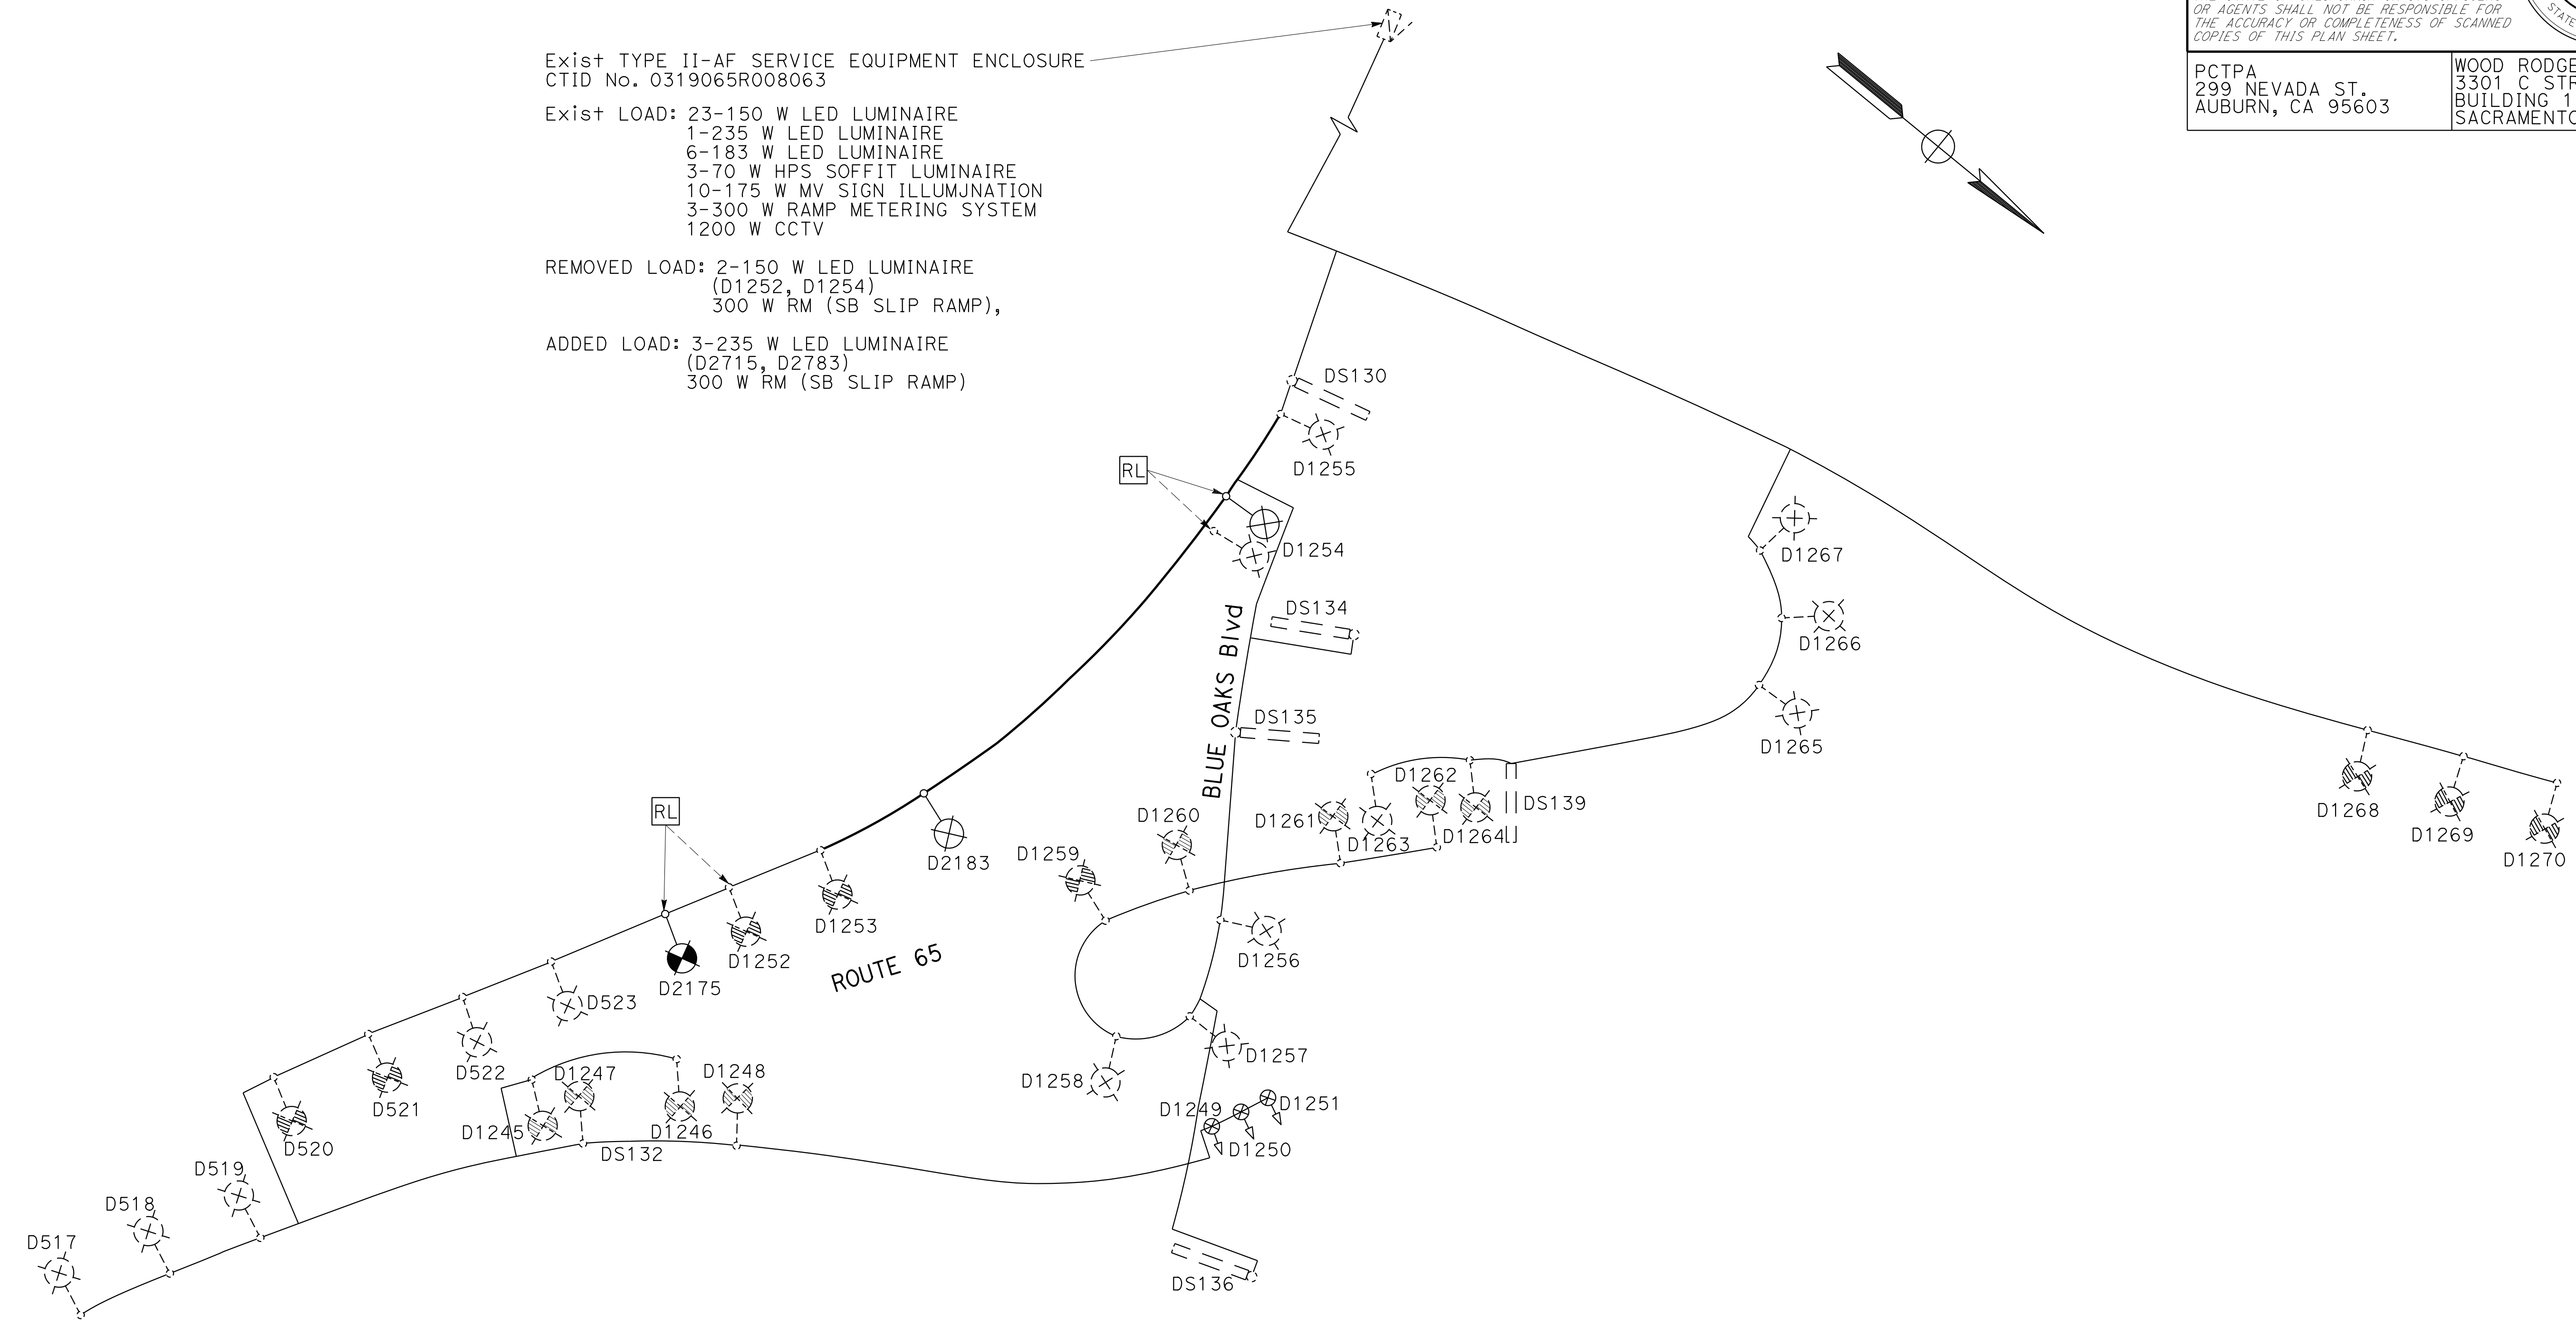 Exist TYPE II-AF SERVICE EQUIPMENT ENCLOSURE
CTID No. 0319065R008063
Exist LOAD: 23-150 W LED LUMINAIRE
1-235 W LED LUMINAIRE
6-183 W LED LUMINAIRE
3-70 W HPS SOFFIT LUMINAIRE
10-175 W MV SIGN ILLUMJNATION
3-300 W RAMP METERING SYSTEM
1200 W CCTV
REMOVED LOAD: 2-150 W LED LUMINAIRE
(D1252, D1254)
300 W RM (SB SLIP RAMP),
ADDED LOAD: 3-235 W LED LUMINAIRE
(D2715, D2783)
300 W RM (SB SLIP RAMP)
OR AGENTS SHALL NOT BE RESPONSIBLE FOR
THE ACCURACY OR COMPLETENESS OF SCANNED
COPIES OF THIS PLAN SHEET.
STATE
PCTPA
299 NEVADA ST.
AUBURN, CA 95603
WOOD RODGE
3301 C STR
BUILDING 1
SACRAMENTO
DS130
D1255
RL
D1254
DS134
BLUE OAKS Blvd
DS135
D1267
D1266
D1265
D1262
DS139
D1261
D1263
D1264
D1260
D1259
D1268
D1269
D1270
RL
D2183
D1253
D1252
D2175
ROUTE 65
D1256
D523
D522
D521
D520
D1257
D1258
D1247
D1248
D1245
D1246
DS132
D1249
D1251
D1250
D519
D518
D517
DS136